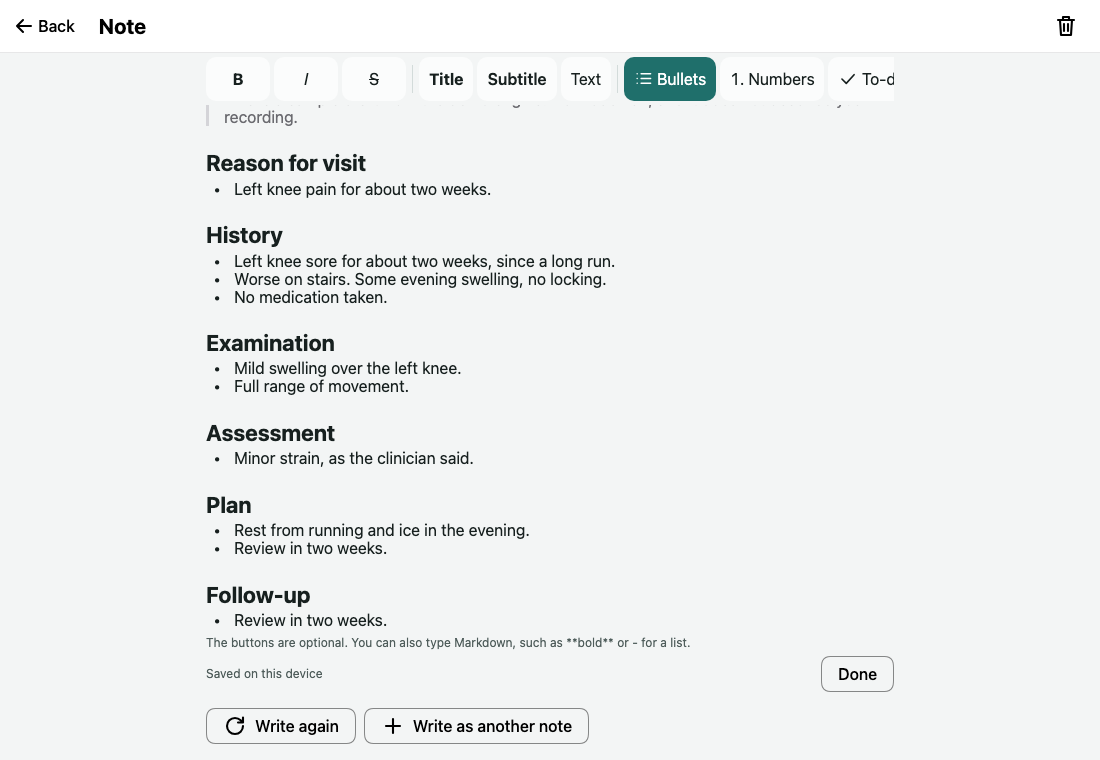 Back Note
B I S Title Subtitle Text Bullets 1. Numbers To-d
recording.
Reason for visit
• Left knee pain for about two weeks.
History
• Left knee sore for about two weeks, since a long run.
• Worse on stairs. Some evening swelling, no locking.
• No medication taken.
Examination
• Mild swelling over the left knee.
• Full range of movement.
Assessment
• Minor strain, as the clinician said.
Plan
• Rest from running and ice in the evening.
• Review in two weeks.
Follow-up
• Review in two weeks.
The buttons are optional. You can also type Markdown, such as **bold** or - for a list.
Saved on this device Done
Write again Write as another note